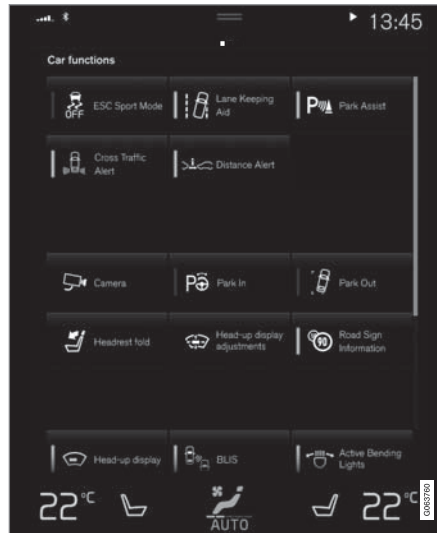 13:45
Car functions
OFF
ESC Sport Mode
Lane Keeping
Aid
P
Park Assist
Cross Traffic
Alert
Distance Alert
Camera
P
Park In
Park Out
Headrest fold
Head-up display
adjustments
90
Road Sign
Information
Head-up display
BLIS
Active Bending
Lights
22°C
AUTO
22°C
G063760